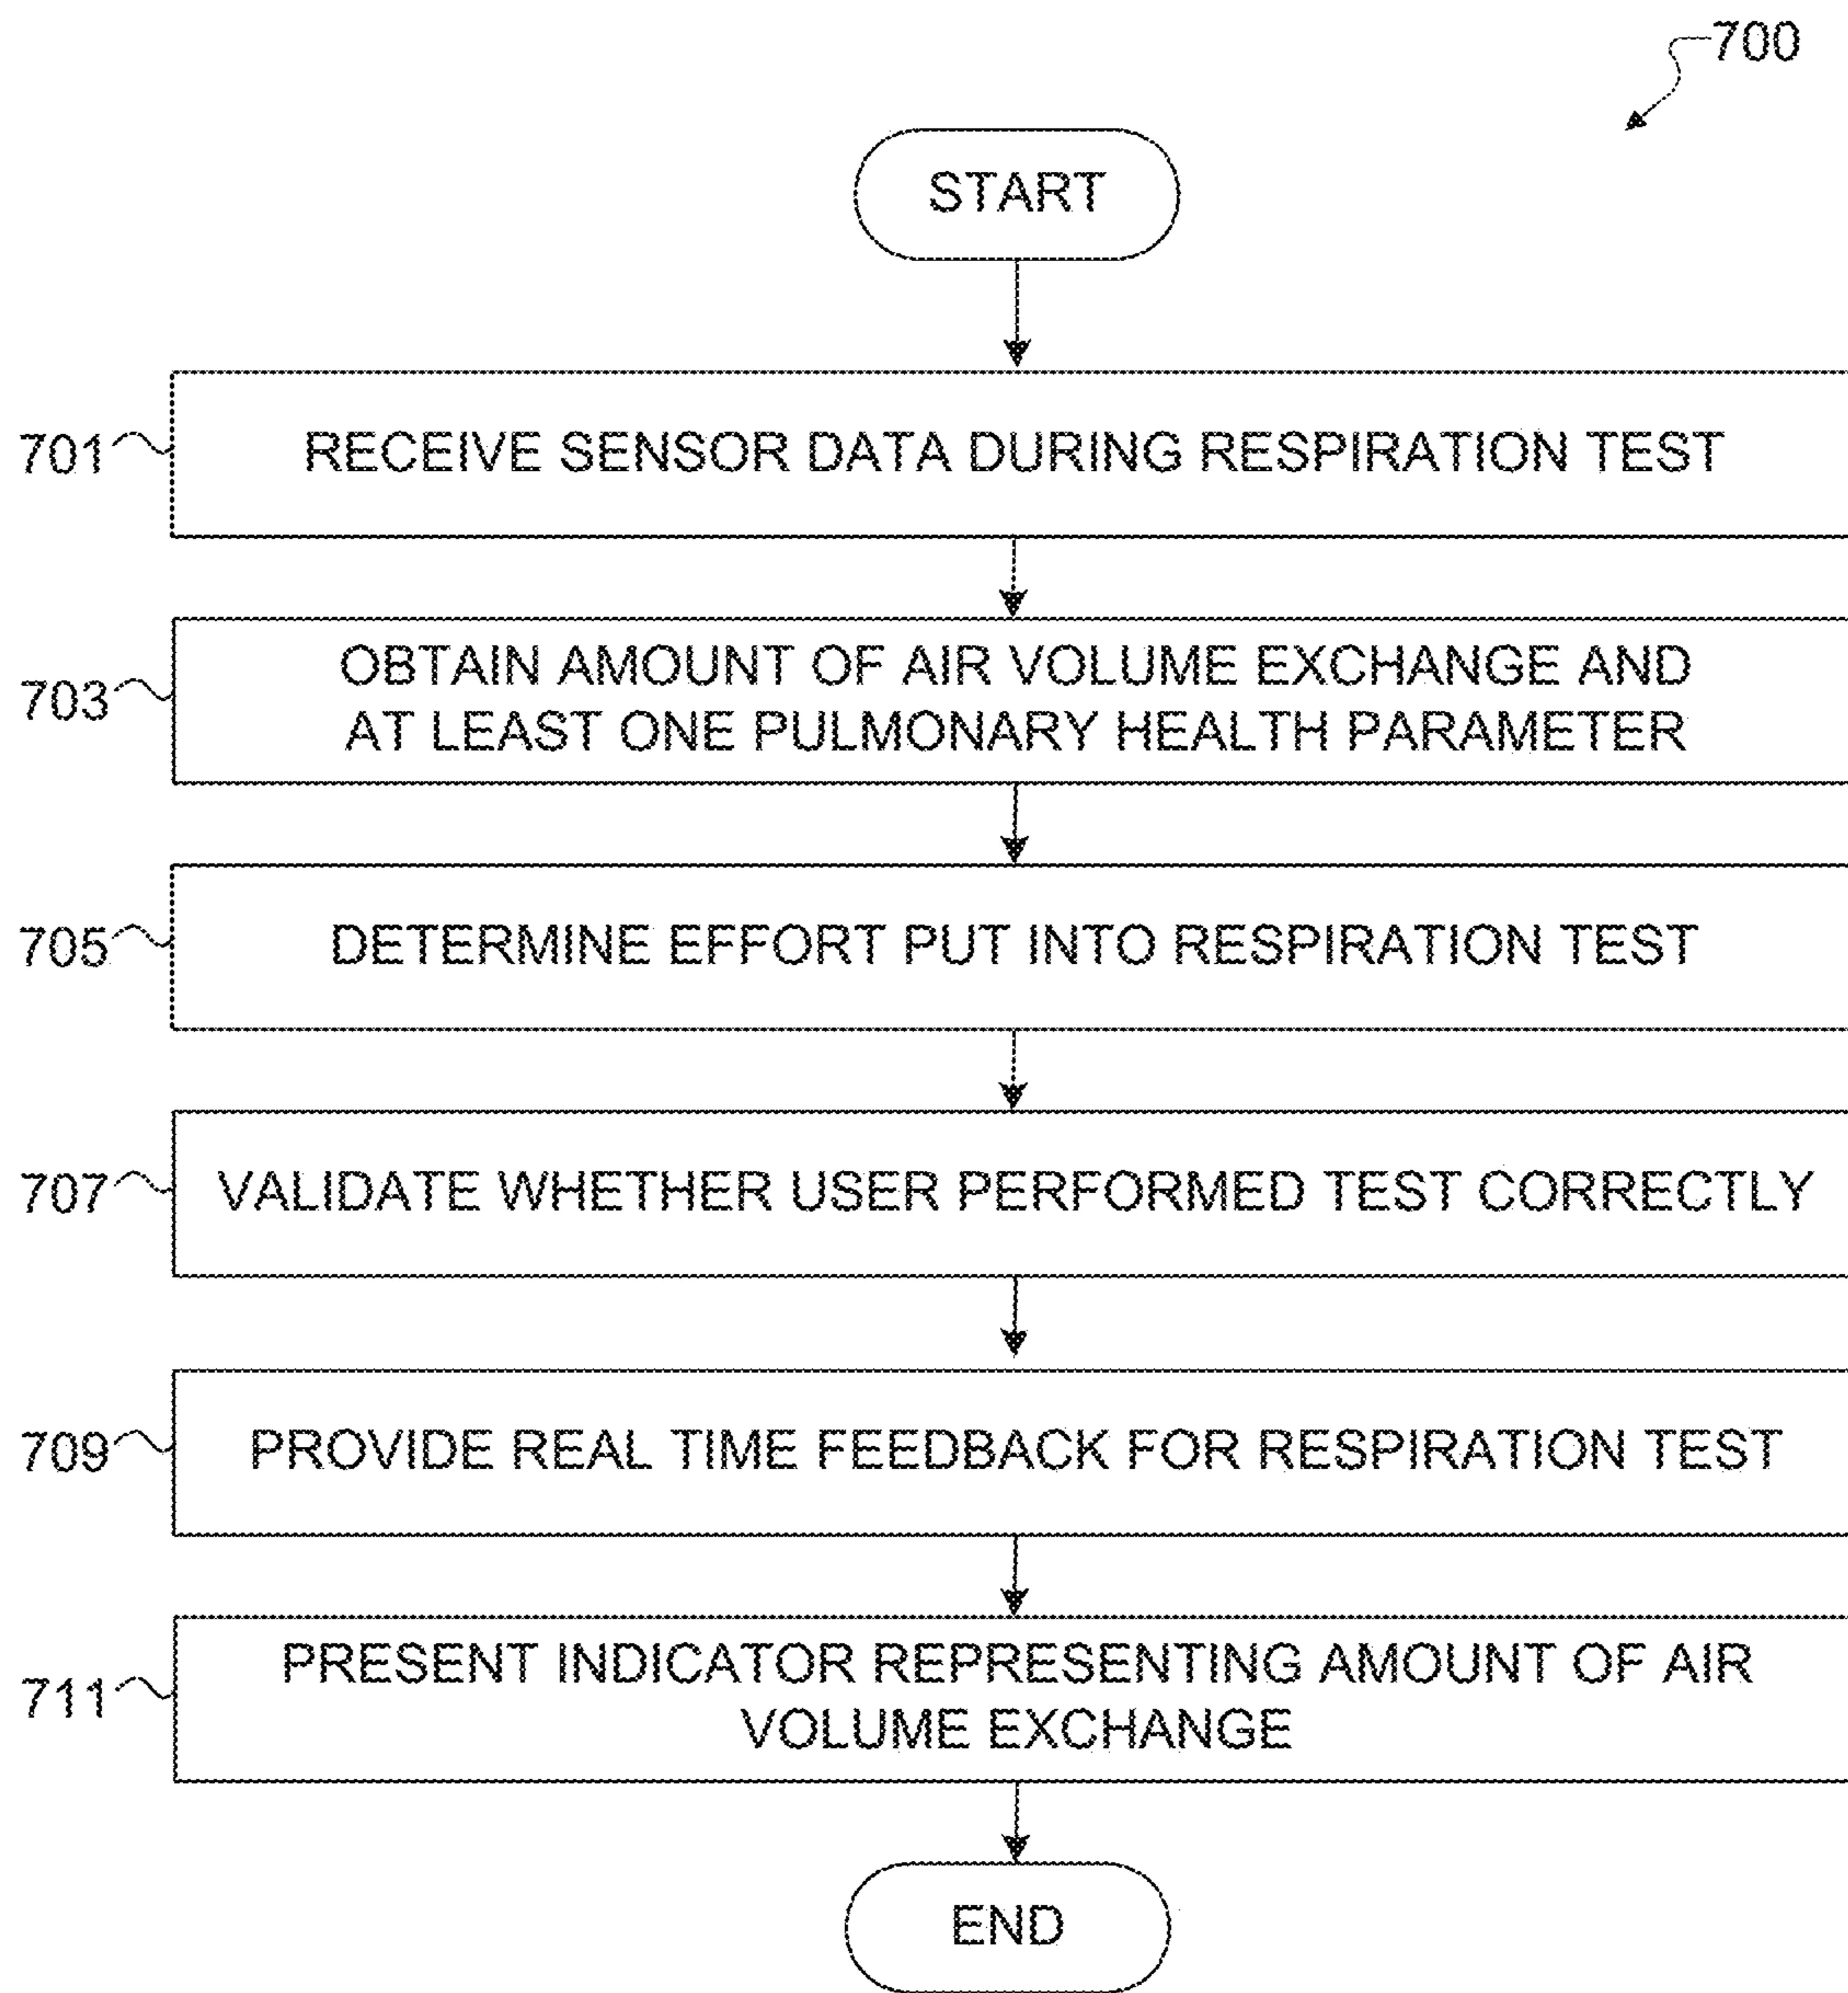 700
START
701
RECEIVE SENSOR DATA DURING RESPIRATION TEST
703
OBTAIN AMOUNT OF AIR VOLUME EXCHANGE AND
AT LEAST ONE PULMONARY HEALTH PARAMETER
705
DETERMINE EFFORT PUT INTO RESPIRATION TEST
707
VALIDATE WHETHER USER PERFORMED TEST CORRECTLY
709
PROVIDE REAL TIME FEEDBACK FOR RESPIRATION TEST
711
PRESENT INDICATOR REPRESENTING AMOUNT OF AIR
VOLUME EXCHANGE
END